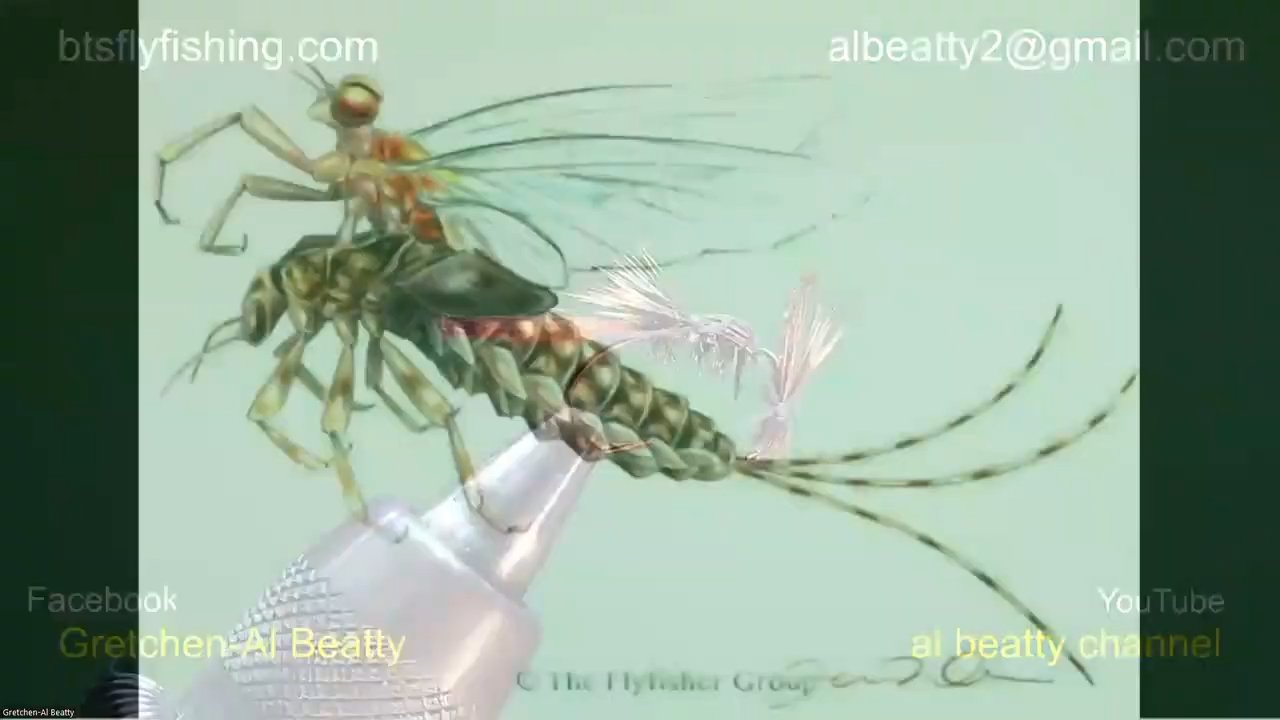 btsflyfishing.com
albeatty2@gmail.com
Facebook
YouTube
Gretchen-Al Beatty
al beatty channel
© The Flyfisher Group
Gretchen-Al Beatty